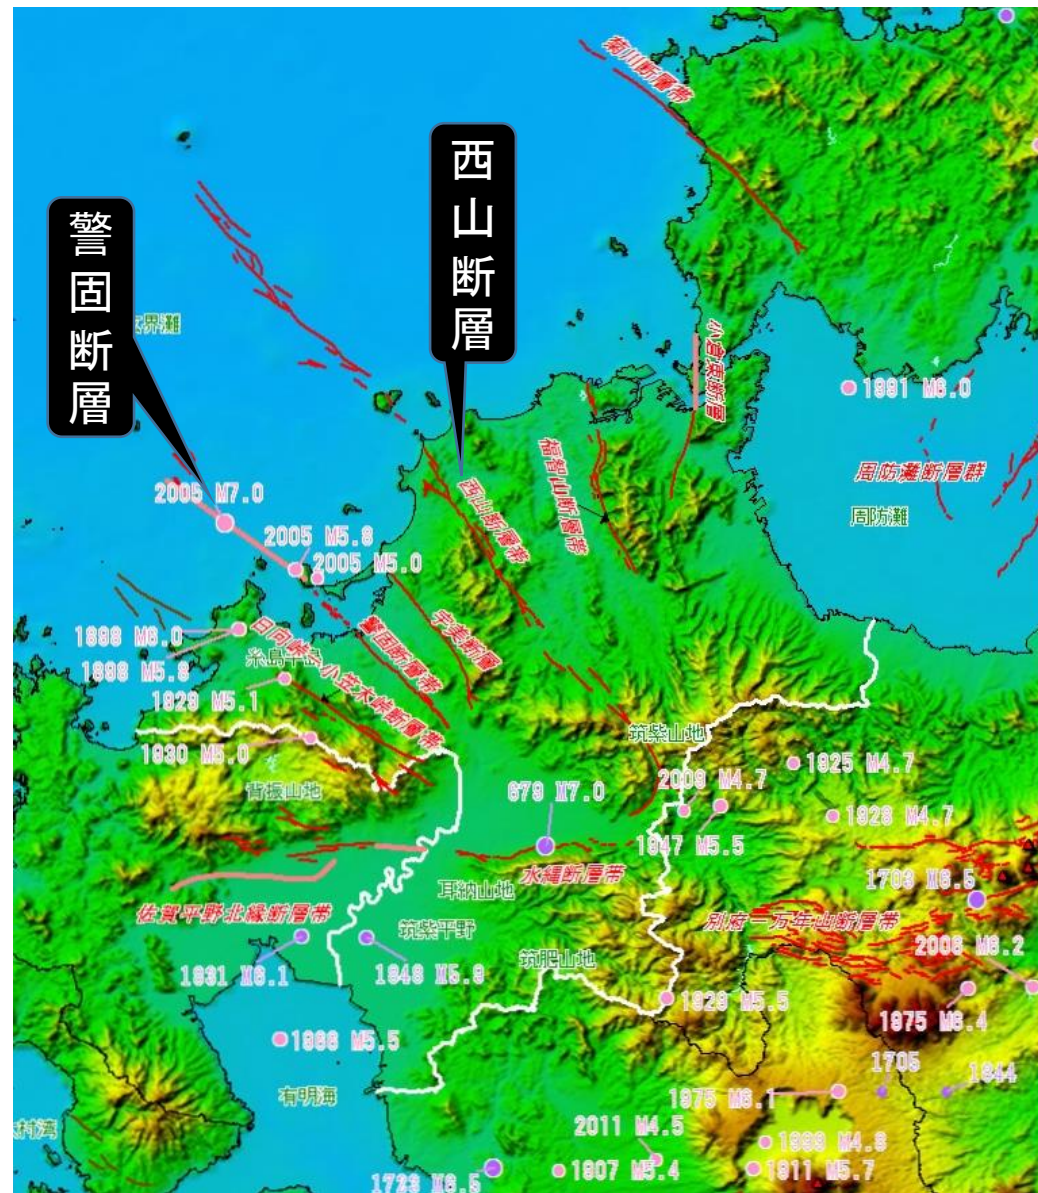 菊川断層帯
西山断層
警固断層
界灘
小倉東断層
1991 M6.0
福智山断層帯
周防灘断層群
西山断層帯
2005 M7.0
周防灘
2005 M5.8
2005 M5.0
宇美断層
警固断層帯
日向峠-小笠木峠断層帯
1898 M6.0
糸島半島
1898 M5.8
1929 M5.1
筑紫山地
1930 M5.0
1925 M4.7
2009 M4.7
背振山地
679 M7.0
1928 M4.7
1947 M5.5
水縄断層帯
1703 M6.5
耳納山地
佐賀平野北縁断層帯
別府-万年山断層帯
筑紫平野
筑肥山地
1831 M6.1
1848 M5.9
1929 M5.5
1975 M6.4
1966 M5.5
1705
1844
有明海
1975 M6.1
2011 M4.5
村湾
1999 M4.8
1907 M5.4
1911 M5.7
1723 M6.5